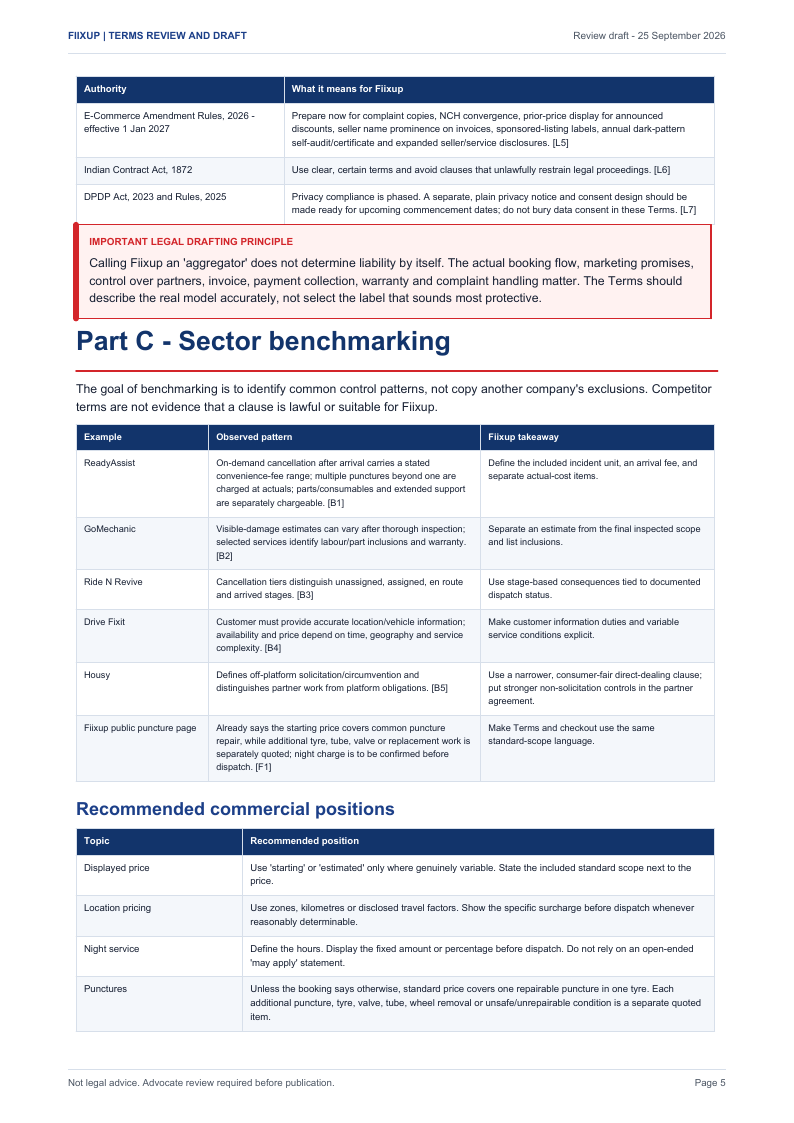 FIIXUP | TERMS REVIEW AND DRAFT
Review draft - 25 September 2026
Authority
What it means for Fiixup
E-Commerce Amendment Rules, 2026 -
effective 1 Jan 2027
Prepare now for complaint copies, NCH convergence, prior-price display for announced
discounts, seller name prominence on invoices, sponsored-listing labels, annual dark-pattern
self-audit/certificate and expanded seller/service disclosures. [L5]
Indian Contract Act, 1872
Use clear, certain terms and avoid clauses that unlawfully restrain legal proceedings. [L6]
DPDP Act, 2023 and Rules, 2025
Privacy compliance is phased. A separate, plain privacy notice and consent design should be
made ready for upcoming commencement dates; do not bury data consent in these Terms. [L7]
IMPORTANT LEGAL DRAFTING PRINCIPLE
Calling Fiixup an 'aggregator' does not determine liability by itself. The actual booking flow, marketing promises,
control over partners, invoice, payment collection, warranty and complaint handling matter. The Terms should
describe the real model accurately, not select the label that sounds most protective.
Part C - Sector benchmarking
The goal of benchmarking is to identify common control patterns, not copy another company's exclusions. Competitor
terms are not evidence that a clause is lawful or suitable for Fiixup.
Example
Observed pattern
Fiixup takeaway
ReadyAssist
On-demand cancellation after arrival carries a stated
convenience-fee range; multiple punctures beyond one are
charged at actuals; parts/consumables and extended support
are separately chargeable. [B1]
Define the included incident unit, an arrival fee, and
separate actual-cost items.
GoMechanic
Visible-damage estimates can vary after thorough inspection;
selected services identify labour/part inclusions and warranty.
[B2]
Separate an estimate from the final inspected scope
and list inclusions.
Ride N Revive
Cancellation tiers distinguish unassigned, assigned, en route
and arrived stages. [B3]
Use stage-based consequences tied to documented
dispatch status.
Drive Fixit
Customer must provide accurate location/vehicle information;
availability and price depend on time, geography and service
complexity. [B4]
Make customer information duties and variable
service conditions explicit.
Housy
Defines off-platform solicitation/circumvention and
distinguishes partner work from platform obligations. [B5]
Use a narrower, consumer-fair direct-dealing clause;
put stronger non-solicitation controls in the partner
agreement.
Fiixup public puncture page
Already says the starting price covers common puncture
repair, while additional tyre, tube, valve or replacement work is
separately quoted; night charge is to be confirmed before
dispatch. [F1]
Make Terms and checkout use the same
standard-scope language.
Recommended commercial positions
Topic
Recommended position
Displayed price
Use 'starting' or 'estimated' only where genuinely variable. State the included standard scope next to the
price.
Location pricing
Use zones, kilometres or disclosed travel factors. Show the specific surcharge before dispatch whenever
reasonably determinable.
Night service
Define the hours. Display the fixed amount or percentage before dispatch. Do not rely on an open-ended
'may apply' statement.
Punctures
Unless the booking says otherwise, standard price covers one repairable puncture in one tyre. Each
additional puncture, tyre, valve, tube, wheel removal or unsafe/unrepairable condition is a separate quoted
item.
Not legal advice. Advocate review required before publication.
Page 5